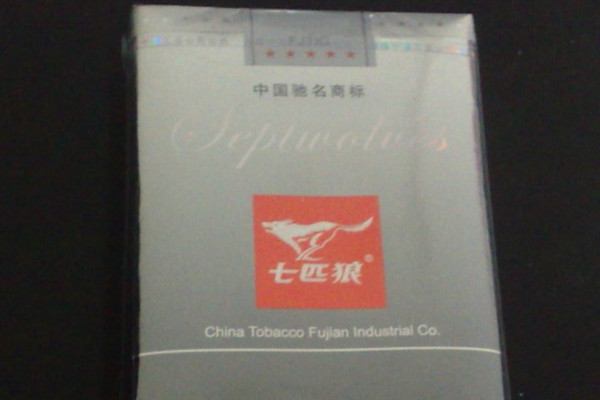 中国驰名商标
Septwolves
七匹狼®
China Tobacco Fujian Industrial Co.